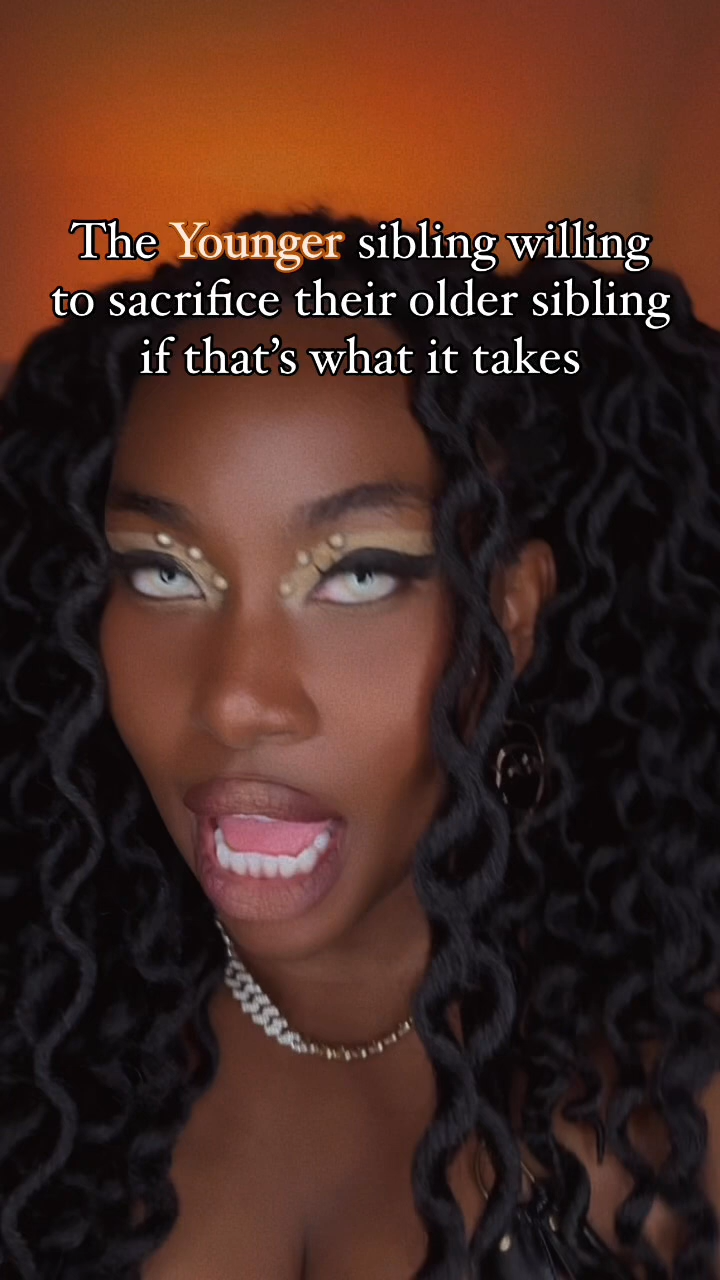 The Younger sibling willing
to sacrifice their older sibling
if that’s what it takes